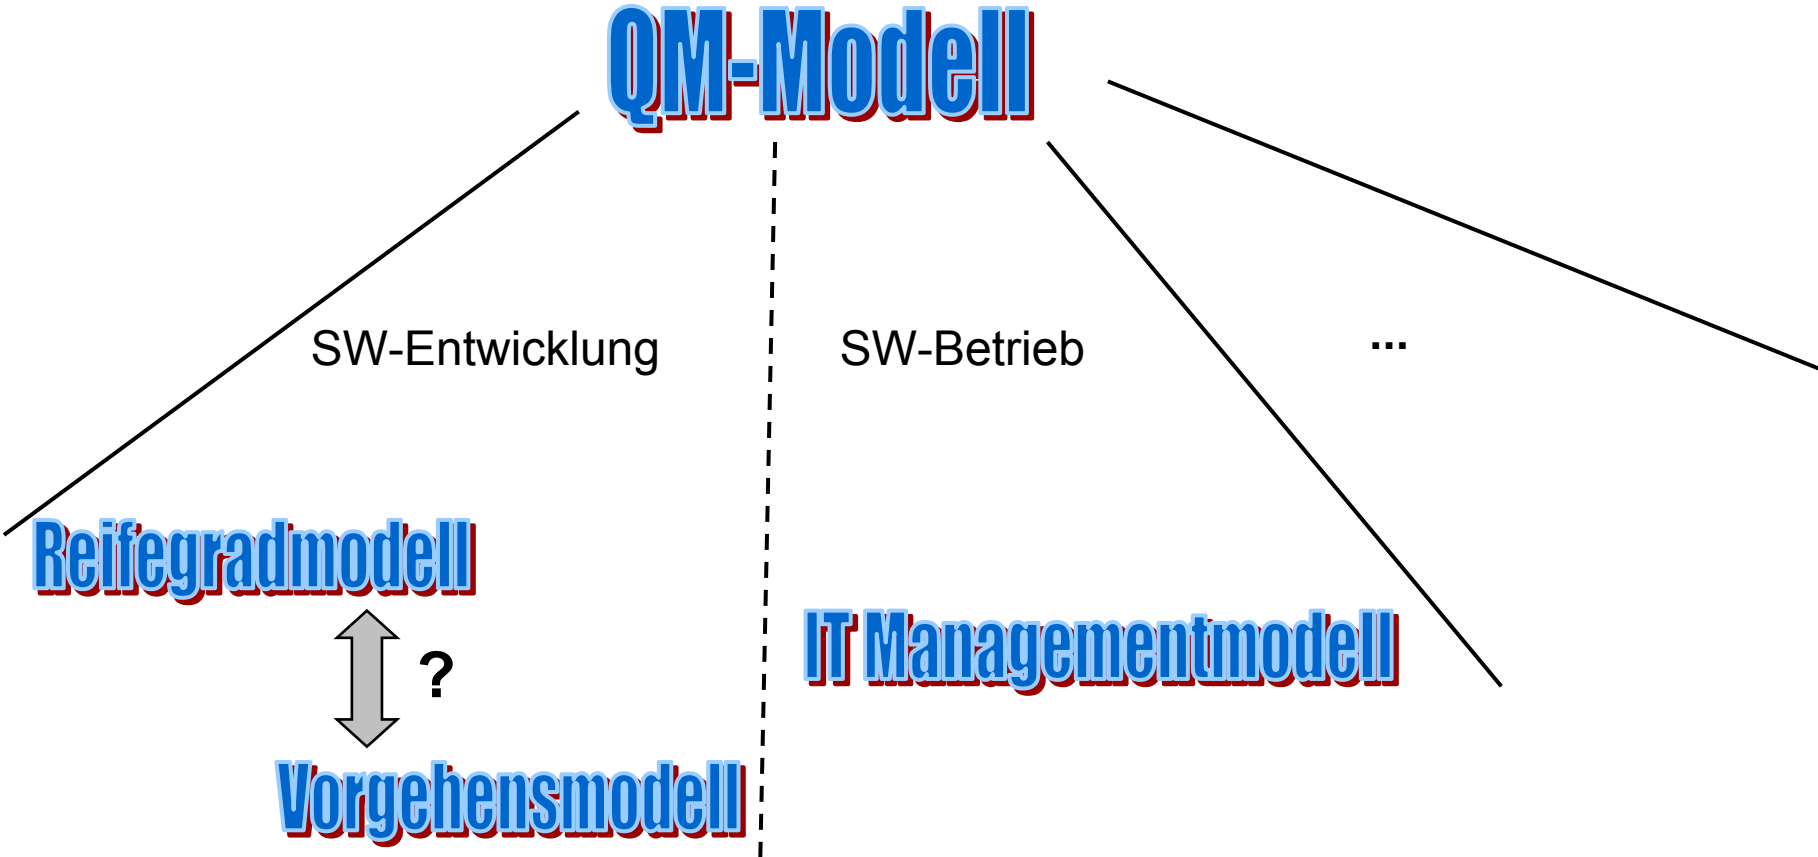 QM-Modell
SW-Entwicklung
SW-Betrieb
...
Reifegradmodell
?
IT Managementmodell
Vorgehensmodell